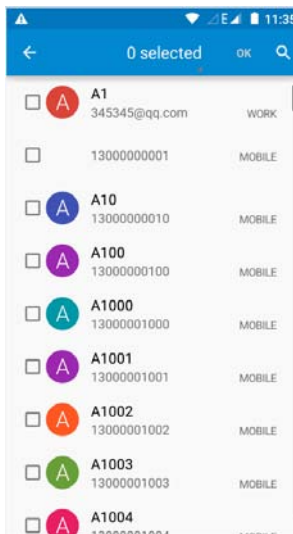 E 11:35
0 selected OK
A A1
345345@qq.com WORK
13000000001 MOBILE
A A10
13000000010 MOBILE
A A100
13000000100 MOBILE
A A1000
13000001000 MOBILE
A A1001
13000001001 MOBILE
A A1002
13000001002 MOBILE
A A1003
13000001003 MOBILE
A A1004